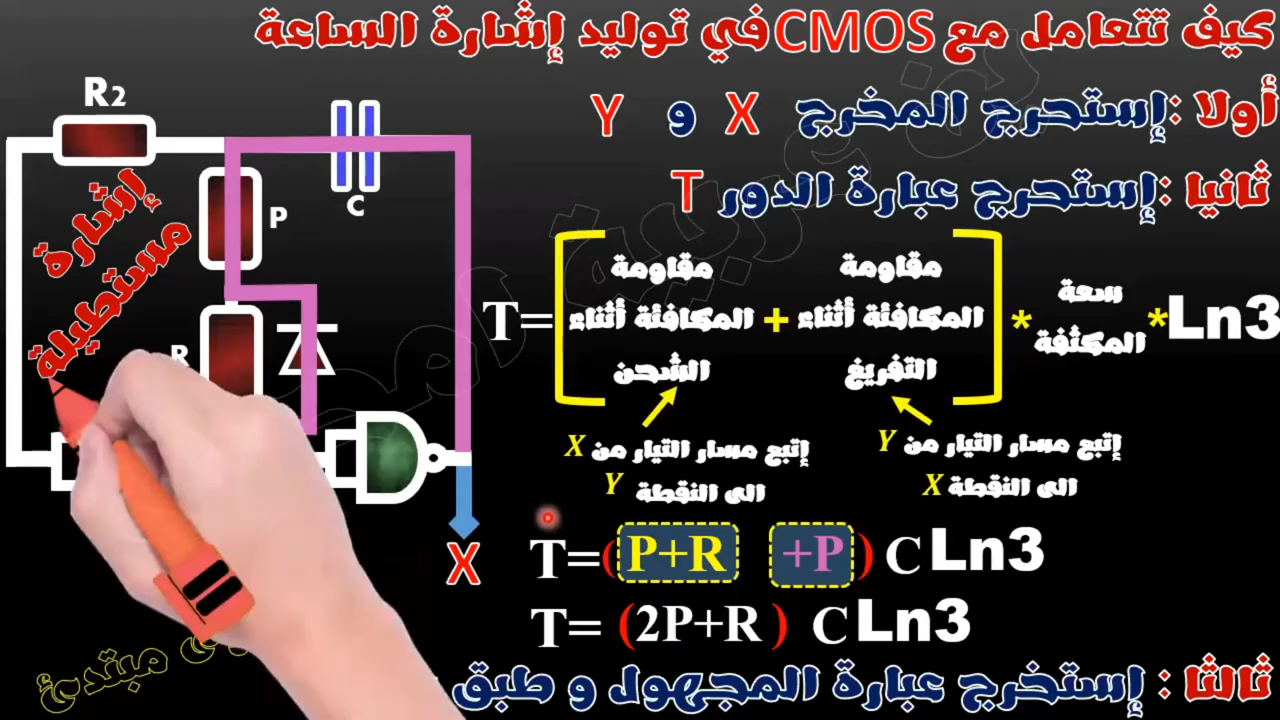 كيف تتعامل مع CMOS في توليد إشارة الساعة
أولا :إستحرج المخرج X و Y
ثانيا :إستحرج عبارة الدور T
R2
C
P
R
إشارة
مستطيلة
T=
مقاومة
المكافئة أثناء
الشحن
+
مقاومة
المكافئة أثناء
التفريغ
*
سعة
المكثفة
*Ln3
إتبع مسار التيار من X
الى النقطة Y
إتبع مسار التيار من Y
الى النقطة X
X
T=(P+R +P) C Ln3
T= (2P+R) C Ln3
ثالثا : إستخرج عبارة المجهول و طبق
مبتدئ